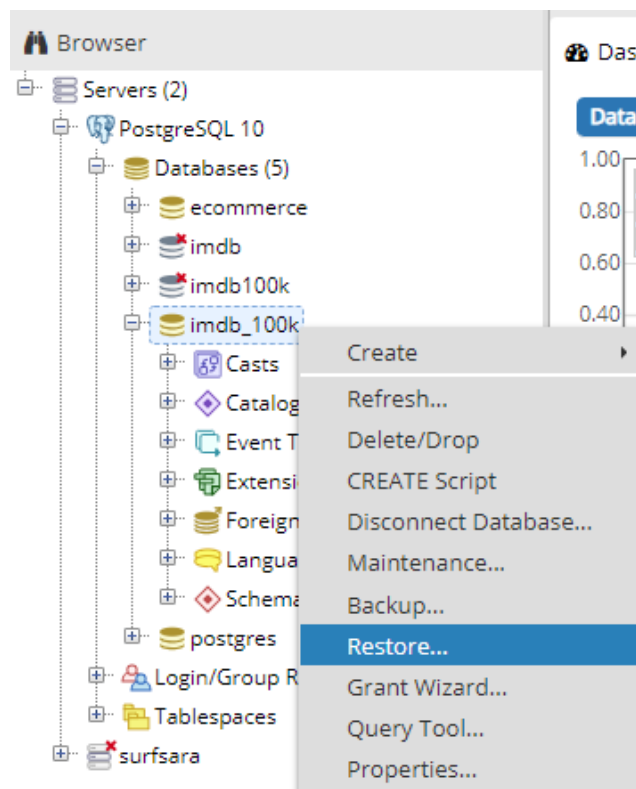 Browser
Servers (2)
PostgreSQL 10
Databases (5)
ecommerce
imdb
imdb100k
imdb_100k
Casts
Catalog
Event T
Extensi
Foreign
Langua
Schema
postgres
Login/Group R
Tablespaces
surfsara
Create
Refresh...
Delete/Drop
CREATE Script
Disconnect Database...
Maintenance...
Backup...
Restore...
Grant Wizard...
Query Tool...
Properties...
Das
Data
1.00
0.80
0.60
0.40